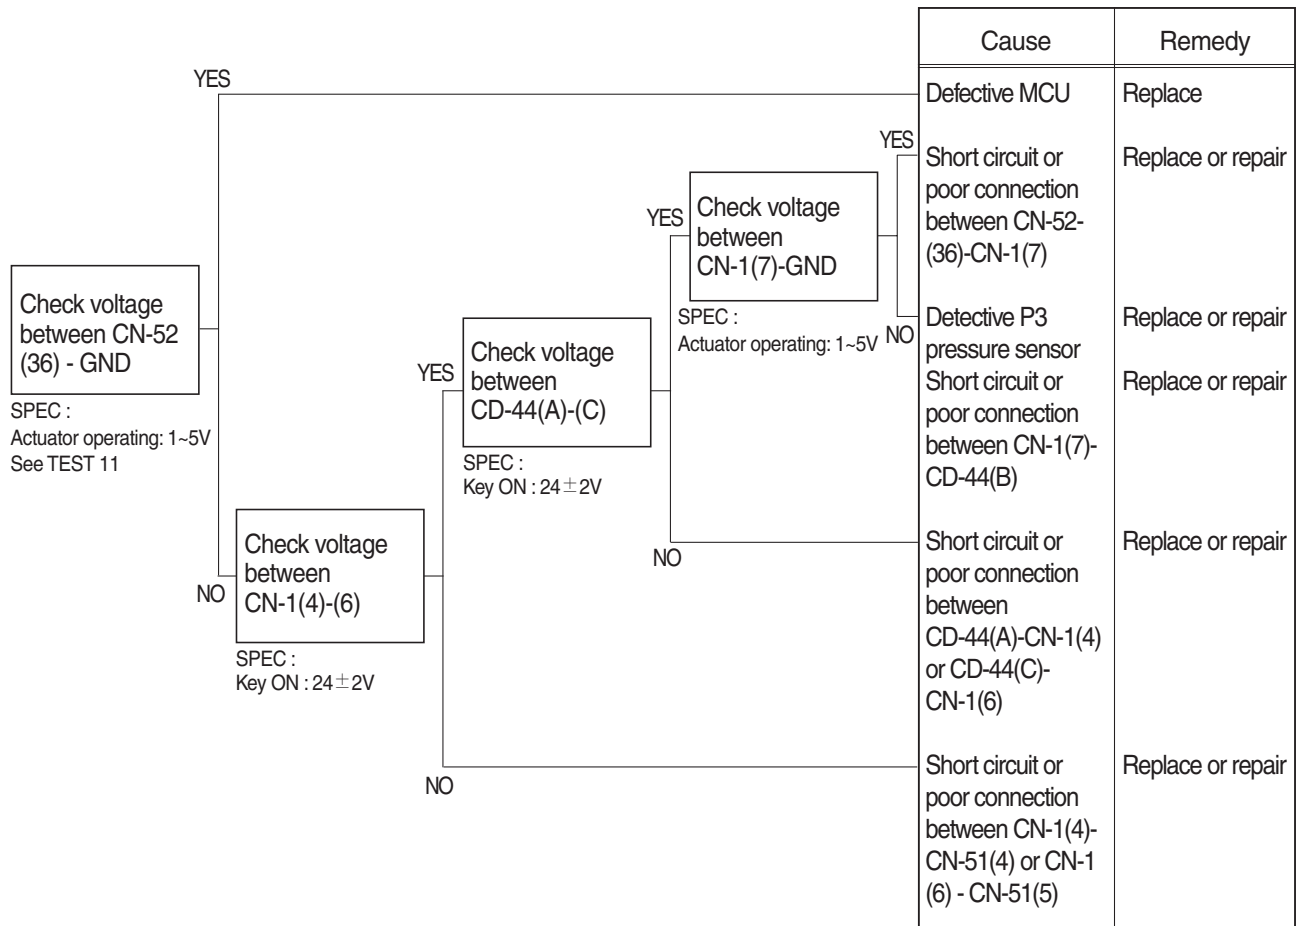 Cause
Remedy
YES
Defective MCU
Replace
YES
Short circuit or
poor connection
between CN-52-
(36)-CN-1(7)
Replace or repair
YES
Check voltage
between
CN-1(7)-GND
SPEC :
Actuator operating: 1~5V
NO
Detective P3
pressure sensor
Replace or repair
Short circuit or
poor connection
between CN-1(7)-
CD-44(B)
Replace or repair
Check voltage
between CN-52
(36) - GND
SPEC :
Actuator operating: 1~5V
See TEST 11
YES
Check voltage
between
CD-44(A)-(C)
SPEC :
Key ON : 24±2V
NO
Short circuit or
poor connection
between
CD-44(A)-CN-1(4)
or CD-44(C)-
CN-1(6)
Replace or repair
NO
Check voltage
between
CN-1(4)-(6)
SPEC :
Key ON : 24±2V
NO
Short circuit or
poor connection
between CN-1(4)-
CN-51(4) or CN-1
(6) - CN-51(5)
Replace or repair